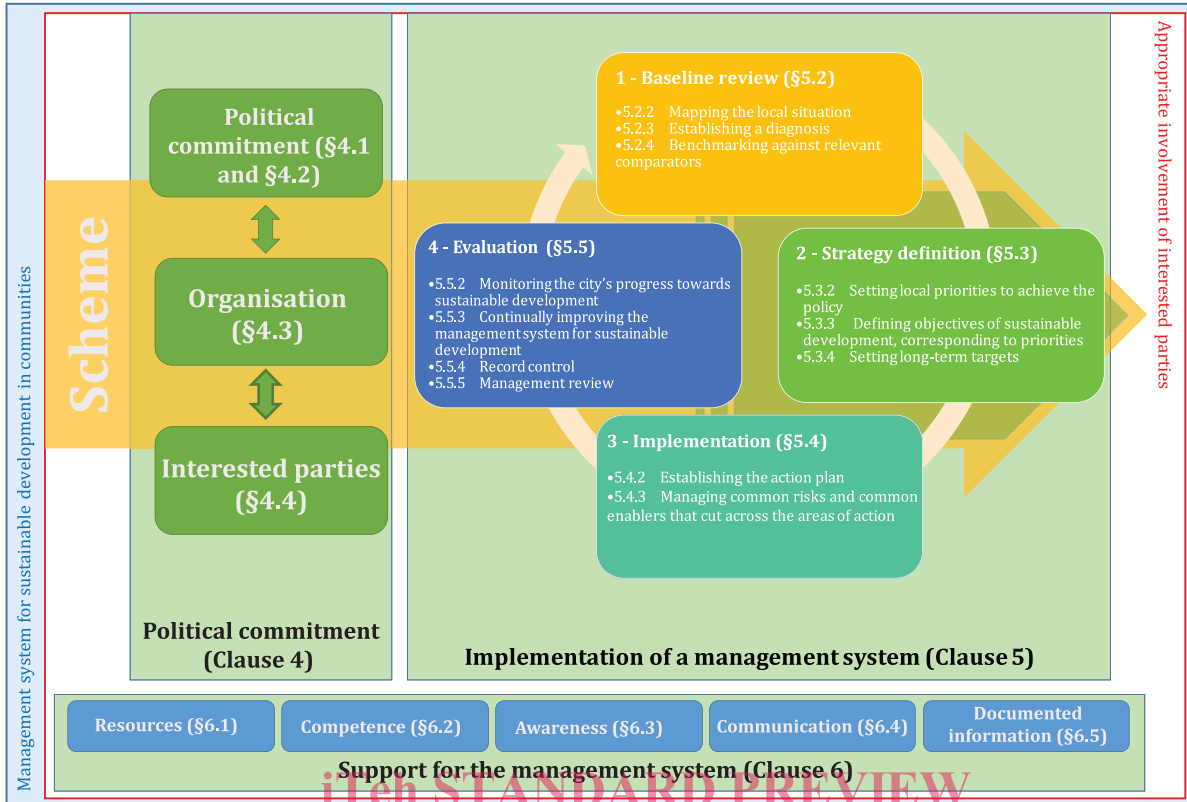 Management system for sustainable development in communities
Scheme
Political
commitment (§4.1
and §4.2)
Organisation
(§4.3)
Interested parties
(§4.4)
Political commitment
(Clause 4)
1 - Baseline review (§5.2)
•5.2.2 Mapping the local situation
•5.2.3 Establishing a diagnosis
•5.2.4 Benchmarking against relevant
comparators
2 - Strategy definition (§5.3)
•5.3.2 Setting local priorities to achieve the
policy
•5.3.3 Defining objectives of sustainable
development, corresponding to priorities
•5.3.4 Setting long-term targets
3 - Implementation (§5.4)
•5.4.2 Establishing the action plan
•5.4.3 Managing common risks and common
enablers that cut across the areas of action
4 - Evaluation (§5.5)
•5.5.2 Monitoring the city's progress towards
sustainable development
•5.5.3 Continually improving the
management system for sustainable
development
•5.5.4 Record control
•5.5.5 Management review
Implementation of a management system (Clause 5)
Appropriate involvement of interested parties
Resources (§6.1)
Competence (§6.2)
Awareness (§6.3)
Communication (§6.4)
Documented
information (§6.5)
Support for the management system (Clause 6)
iTeh STANDARD PREVIEW